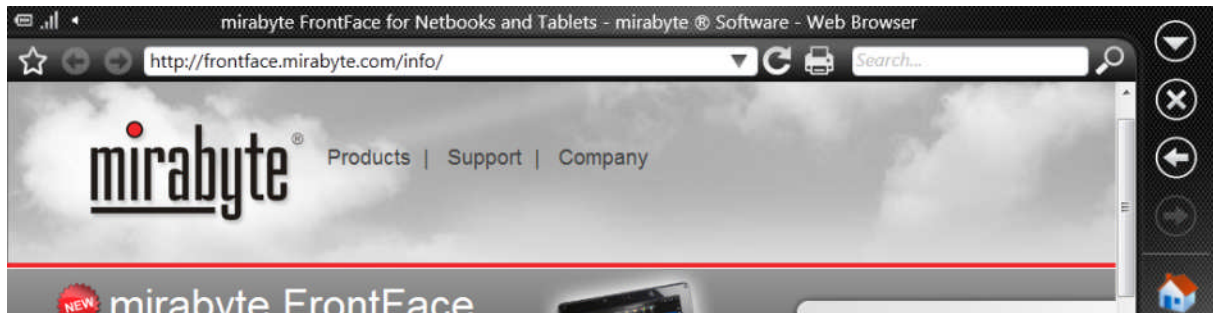 mirabyte FrontFace for Netbooks and Tablets - mirabyte ® Software - Web Browser
http://frontface.mirabyte.com/info/
Search...
mirabyte®
Products | Support | Company
NEW
mirabyte FrontFace